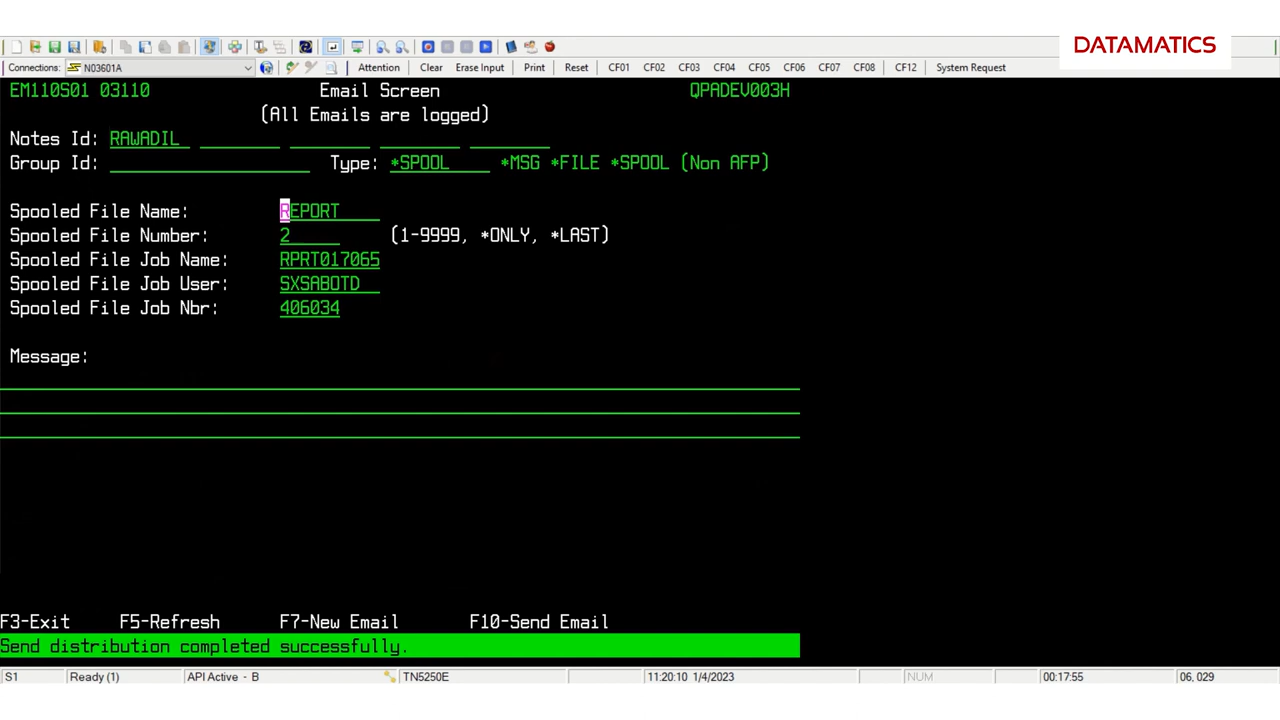 DATAMATICS
Connections: N03601A Attention Clear Erase Input Print Reset CF01 CF02 CF03 CF04 CF05 CF06 CF07 CF08 CF12 System Request
EM110S01 03110 Email Screen QPADEV003H
(All Emails are logged)
Notes Id: RAWADIL
Group Id: Type: *SPOOL *MSG *FILE *SPOOL (Non AFP)
Spooled File Name: REPORT
Spooled File Number: 2 (1-9999, *ONLY, *LAST)
Spooled File Job Name: RPRT017065
Spooled File Job User: SXSABOTD
Spooled File Job Nbr: 406034
Message:
F3-Exit F5-Refresh F7-New Email F10-Send Email
Send distribution completed successfully.
S1 Ready (1) API Active - B TN5250E 11:20:10 1/4/2023 NUM 00:17:55 06, 029